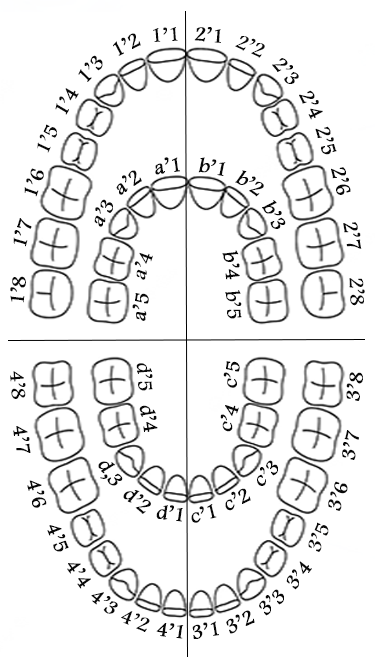 1'1 2'1
1'2 2'2
1'3 2'3
1'4 2'4
1'5 2'5
1'6 2'6
1'7 2'7
1'8 2'8
a'1 b'1
a'2 b'2
a'3 b'3
a'4 b'4
a'5 b'5
d'5 c'5
d'4 c'4
d,3 c'3
d'2 c'2
d'1 c'1
4'8 3'8
4'7 3'7
4'6 3'6
4'5 3'5
4'4 3'4
4'3 3'3
4'2 3'2
4'1 3'1